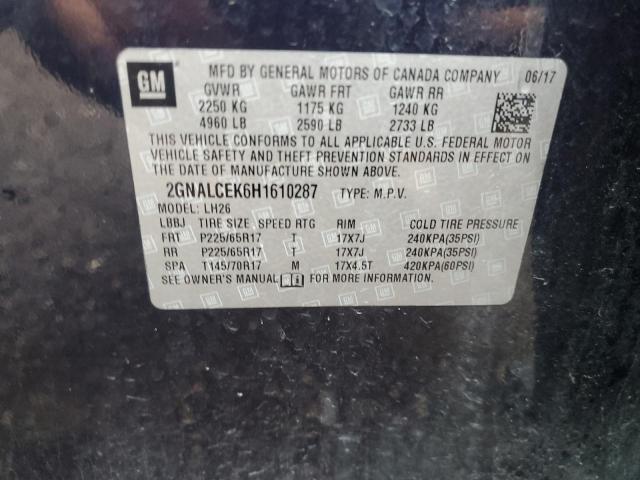 GM
MFD BY GENERAL MOTORS OF CANADA COMPANY 06/17
GVWR GAWR FRT GAWR RR
2250 KG 1175 KG 1240 KG
4960 LB 2590 LB 2733 LB
THIS VEHICLE CONFORMS TO ALL APPLICABLE U.S. FEDERAL MOTOR
VEHICLE SAFETY AND THEFT PREVENTION STANDARDS IN EFFECT ON
THE DATE OF MANUFACTURE SHOWN ABOVE.
2GNALCEK6H1610287 TYPE: M.P.V.
MODEL: LH26
LBBJ TIRE SIZE SPEED RTG RIM COLD TIRE PRESSURE
FRT P225/65R17 T 17X7J 240KPA(35PSI)
RR P225/65R17 T 17X7J 240KPA(35PSI)
SPA T145/70R17 M 17X4.5T 420KPA(60PSI)
SEE OWNER'S MANUAL FOR MORE INFORMATION.